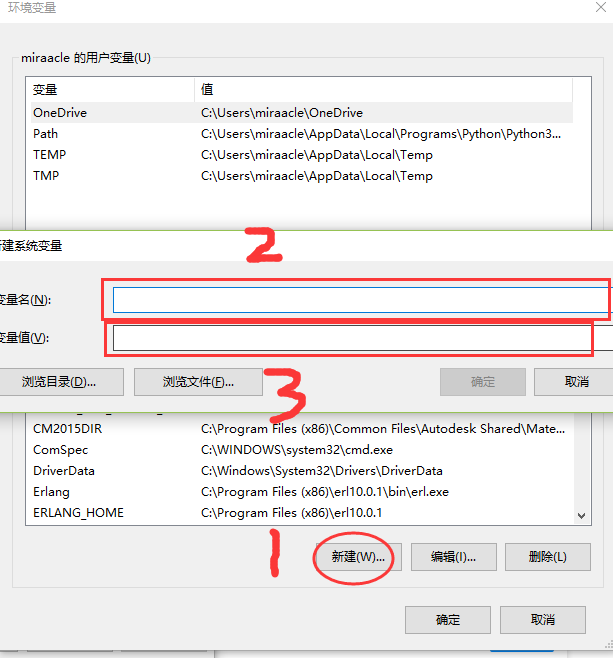 环境变量
miraacle 的用户变量(U)
变量 值
OneDrive C:\Users\miraacle\OneDrive
Path C:\Users\miraacle\AppData\Local\Programs\Python\Python3...
TEMP C:\Users\miraacle\AppData\Local\Temp
TMP C:\Users\miraacle\AppData\Local\Temp
2
建系统变量
变量名(N):
变量值(V):
浏览目录(D)... 浏览文件(F)... 确定 取消
3
CM2015DIR C:\Program Files (x86)\Common Files\Autodesk Shared\Mate...
ComSpec C:\WINDOWS\system32\cmd.exe
DriverData C:\Windows\System32\Drivers\DriverData
Erlang C:\Program Files (x86)\erl10.0.1\bin\erl.exe
ERLANG_HOME C:\Program Files (x86)\erl10.0.1
1
新建(W)... 编辑(I)... 删除(L)
确定 取消